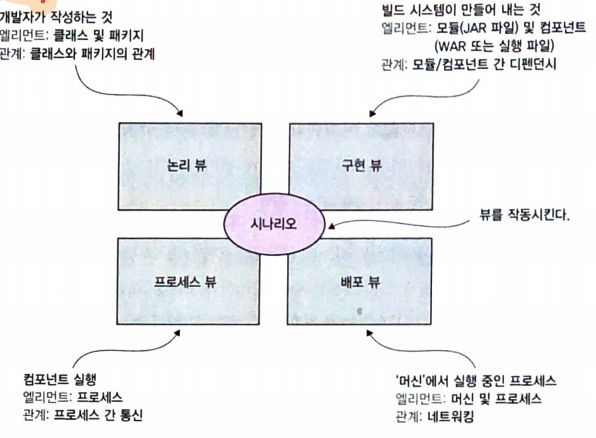 개발자가 작성하는 것
엘리먼트: 클래스 및 패키지
관계: 클래스와 패키지의 관계
빌드 시스템이 만들어 내는 것
엘리먼트: 모듈(JAR 파일) 및 컴포넌트
(WAR 또는 실행 파일)
관계: 모듈/컴포넌트 간 디펜던시
논리 뷰
구현 뷰
시나리오
뷰를 작동시킨다.
프로세스 뷰
배포 뷰
컴포넌트 실행
엘리먼트: 프로세스
관계: 프로세스 간 통신
'머신'에서 실행 중인 프로세스
엘리먼트: 머신 및 프로세스
관계: 네트워킹